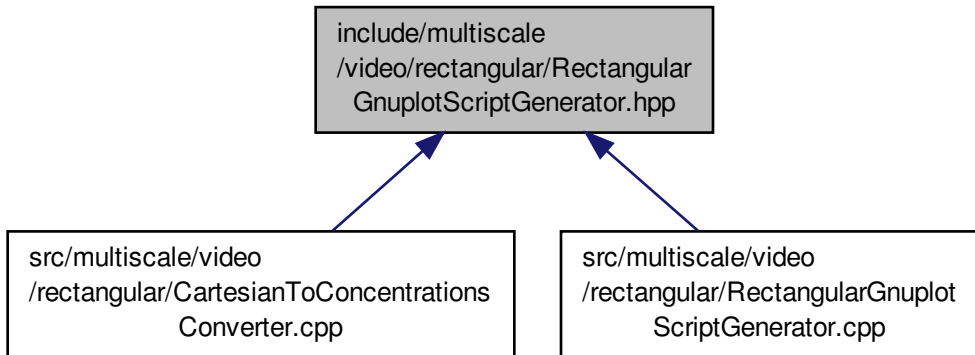 include/multiscale
/video/rectangular/Rectangular
GnuplotScriptGenerator.hpp
src/multiscale/video
/rectangular/CartesianToConcentrations
Converter.cpp
src/multiscale/video
/rectangular/RectangularGnuplot
ScriptGenerator.cpp